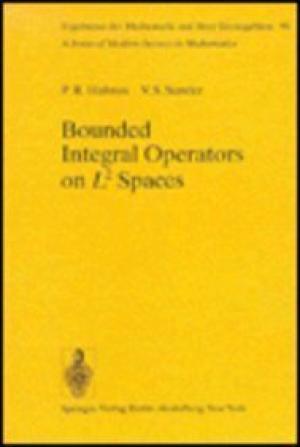 Ergebnisse der Mathematik und ihrer Grenzgebiete 96
A Series of Modern Surveys in Mathematics
P. R. Halmos V. S. Sunder
Bounded
Integral Operators
on L² Spaces
Springer-Verlag Berlin Heidelberg New York